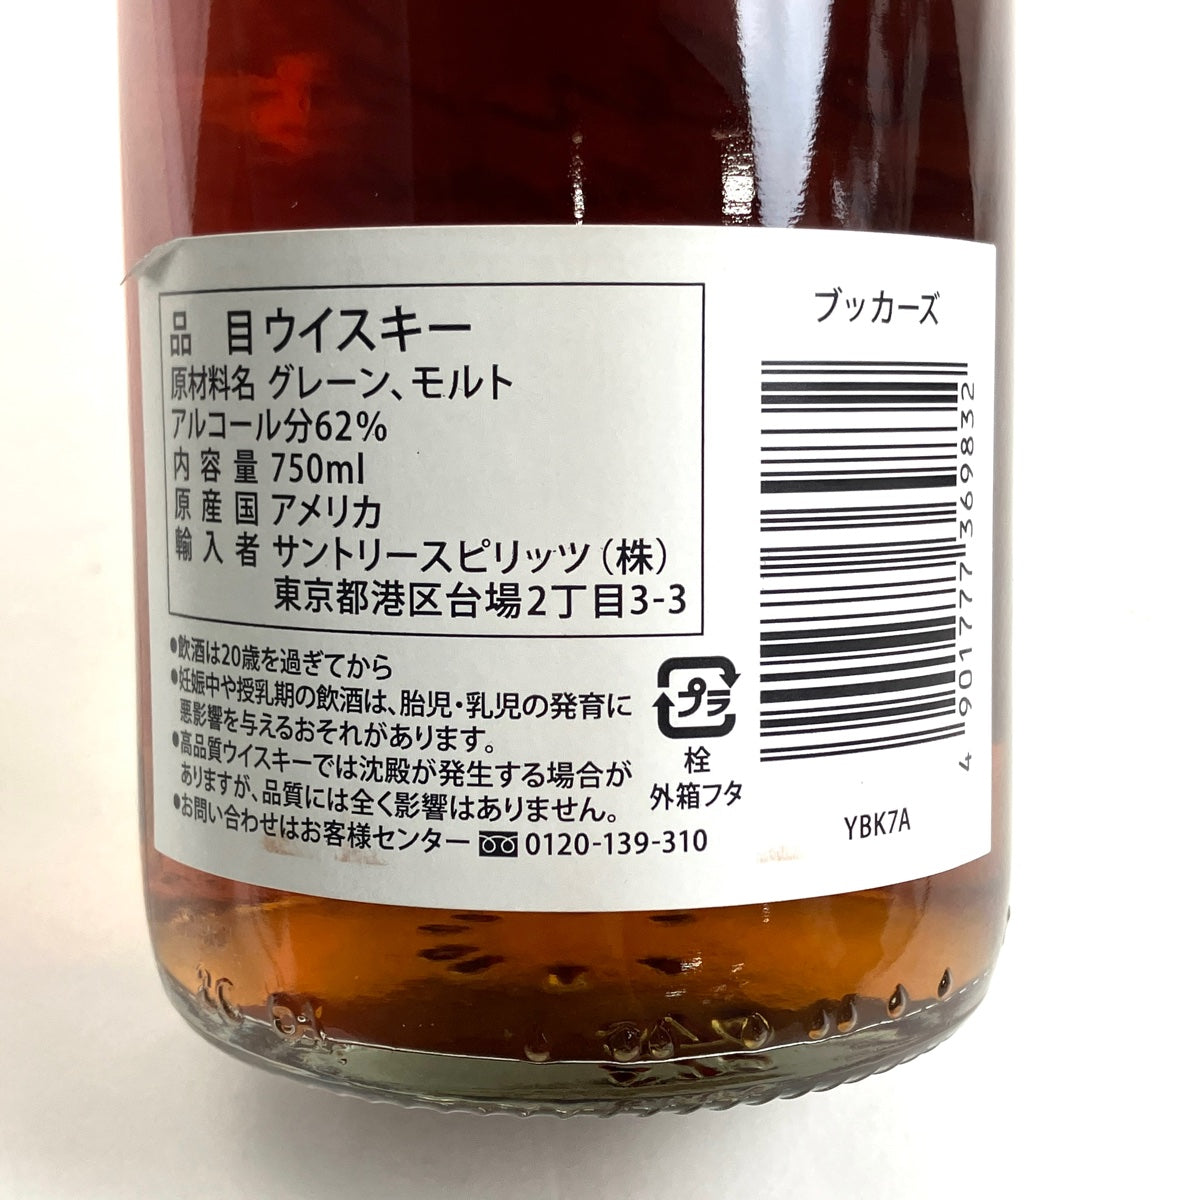 品 目 ウイスキー
原材料名 グレーン、モルト
アルコール分62%
内 容 量 750ml
原 産 国 アメリカ
輸 入 者 サントリースピリッツ(株)
東京都港区台場2丁目3-3
•飲酒は20歳を過ぎてから
•妊娠中や授乳期の飲酒は、胎児・乳児の発育に
悪影響を与えるおそれがあります。
•高品質ウイスキーでは沈殿が発生する場合が
ありますが、品質には全く影響はありません。
•お問い合わせはお客様センター 0120-139-310
プラ
栓
外箱フタ
ブッカーズ
4901777369832
YBK7A